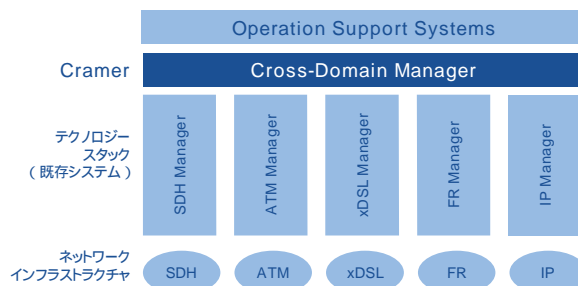 Operation Support Systems
Cramer
Cross-Domain Manager
テクノロジー
スタック
(既存システム)
SDH Manager
ATM Manager
xDSL Manager
FR Manager
IP Manager
ネットワーク
インフラストラクチャ
SDH
ATM
xDSL
FR
IP